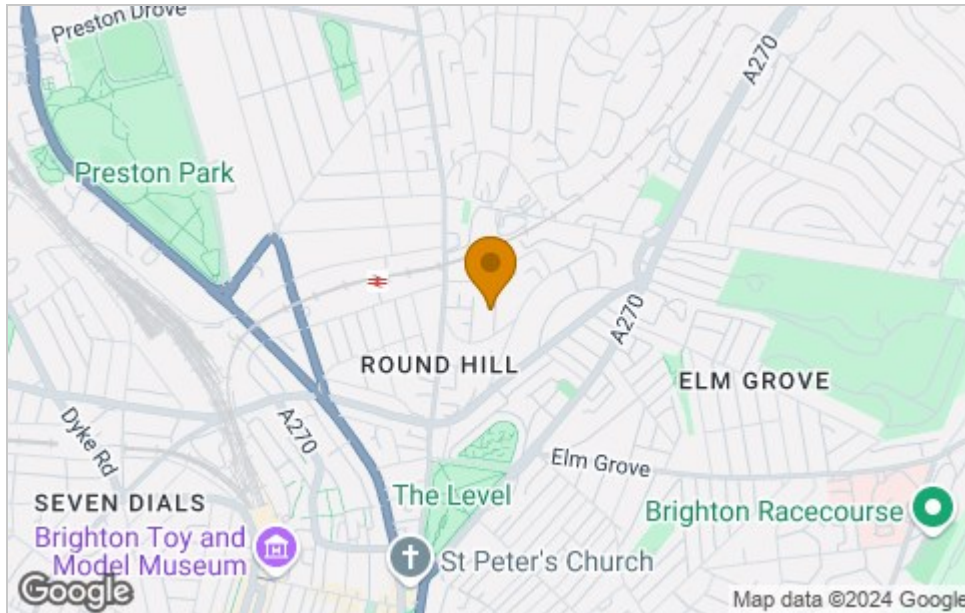 Preston Drove
A270
Preston Park
A270
ROUND HILL
ELM GROVE
A270
Dyke Rd
Elm Grove
SEVEN DIALS
The Level
Brighton Racecourse
Brighton Toy and
Model Museum
St Peter's Church
Google
Map data ©2024 Google